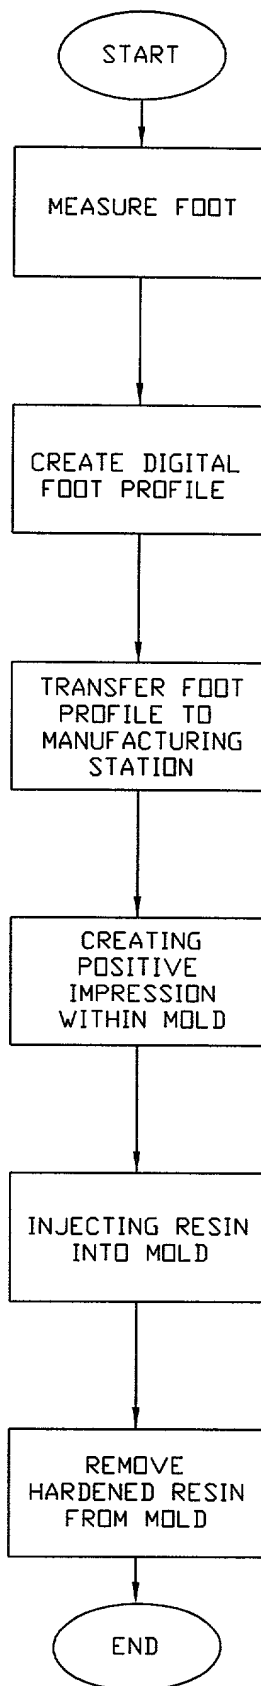 START
MEASURE FOOT
CREATE DIGITAL
FOOT PROFILE
TRANSFER FOOT
PROFILE TO
MANUFACTURING
STATION
CREATING
POSITIVE
IMPRESSION
WITHIN MOLD
INJECTING RESIN
INTO MOLD
REMOVE
HARDENED RESIN
FROM MOLD
END